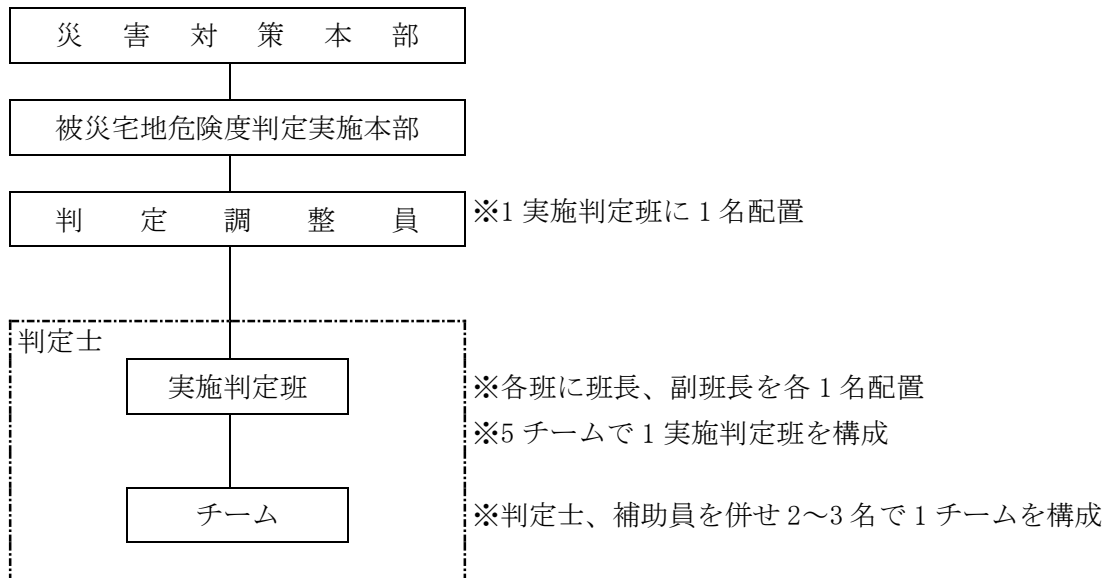 災害対策本部
被災宅地危険度判定実施本部
判定調整員
※1 実施判定班に 1 名配置
判定士
実施判定班
※各班に班長、副班長を各 1 名配置
※5 チームで 1 実施判定班を構成
チーム
※判定士、補助員を併せ 2～3 名で 1 チームを構成